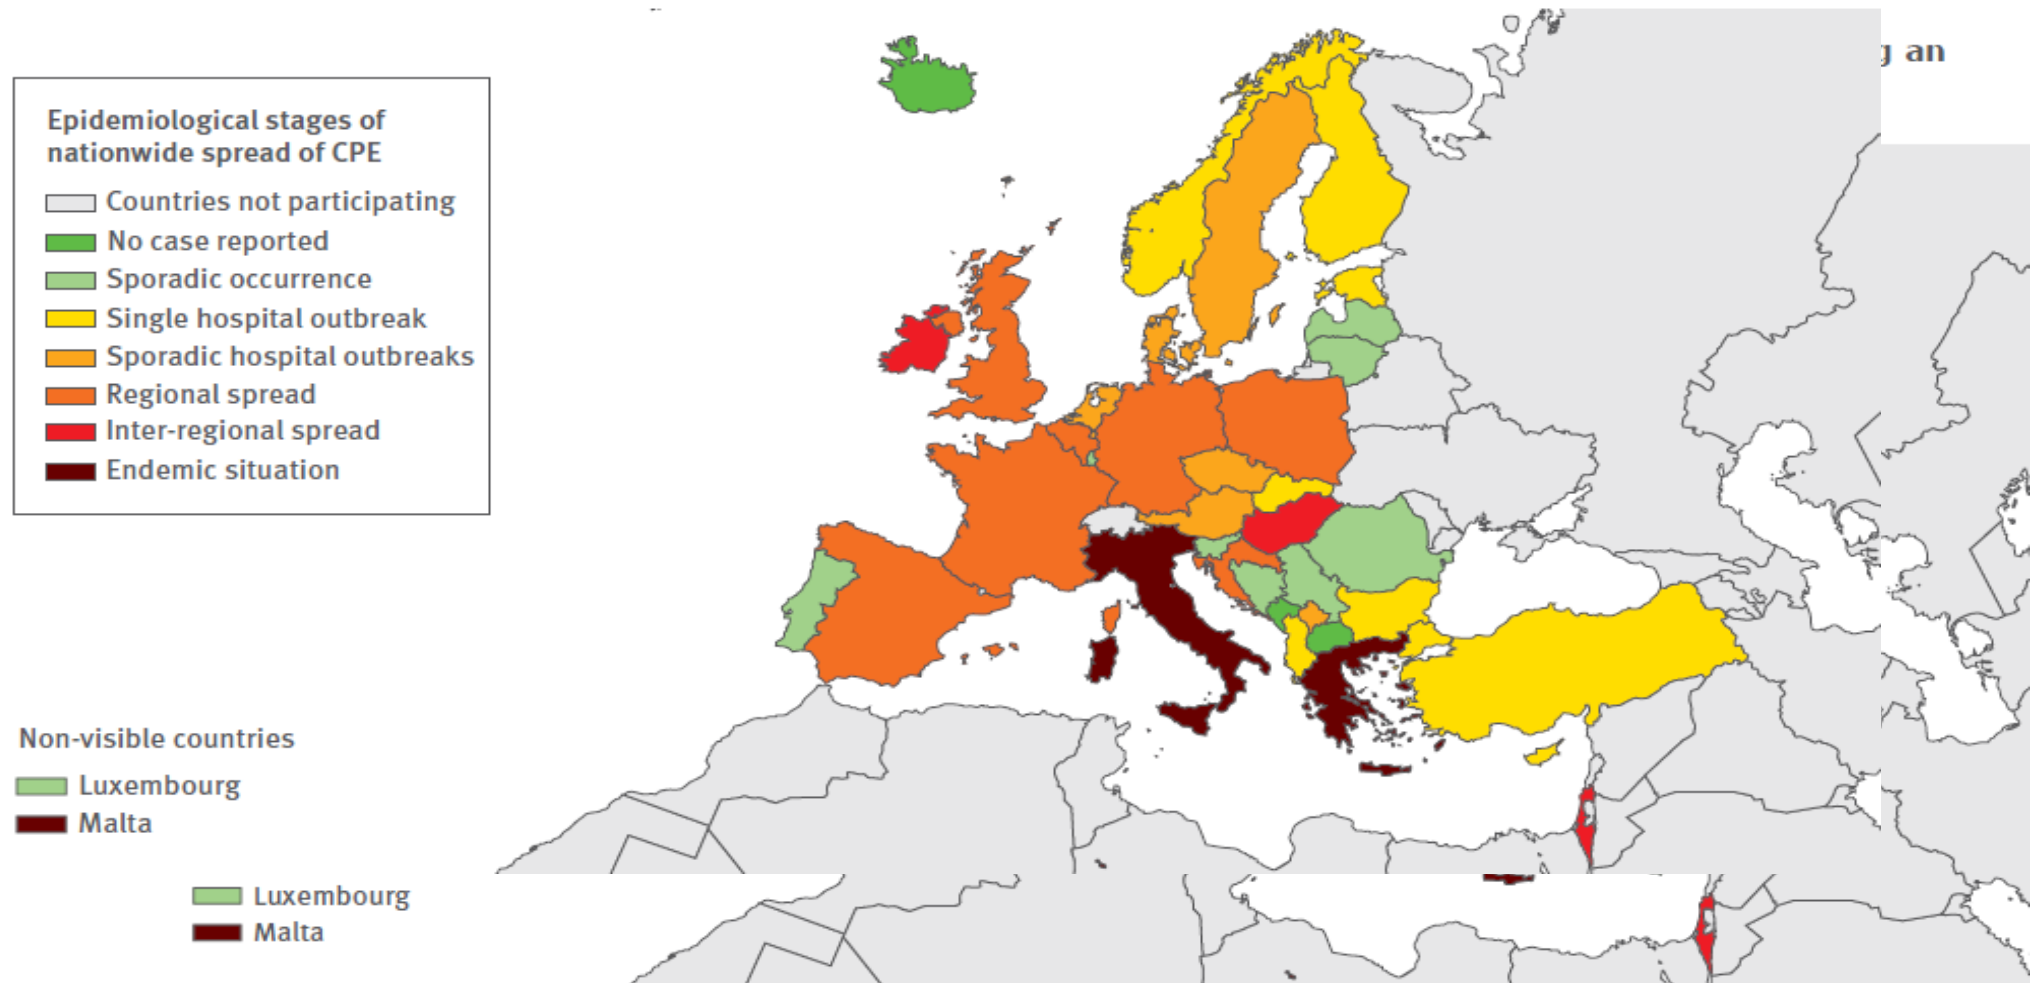 g an
Epidemiological stages of
nationwide spread of CPE
Countries not participating
No case reported
Sporadic occurrence
Single hospital outbreak
Sporadic hospital outbreaks
Regional spread
Inter-regional spread
Endemic situation
Non-visible countries
Luxembourg
Malta
Luxembourg
Malta